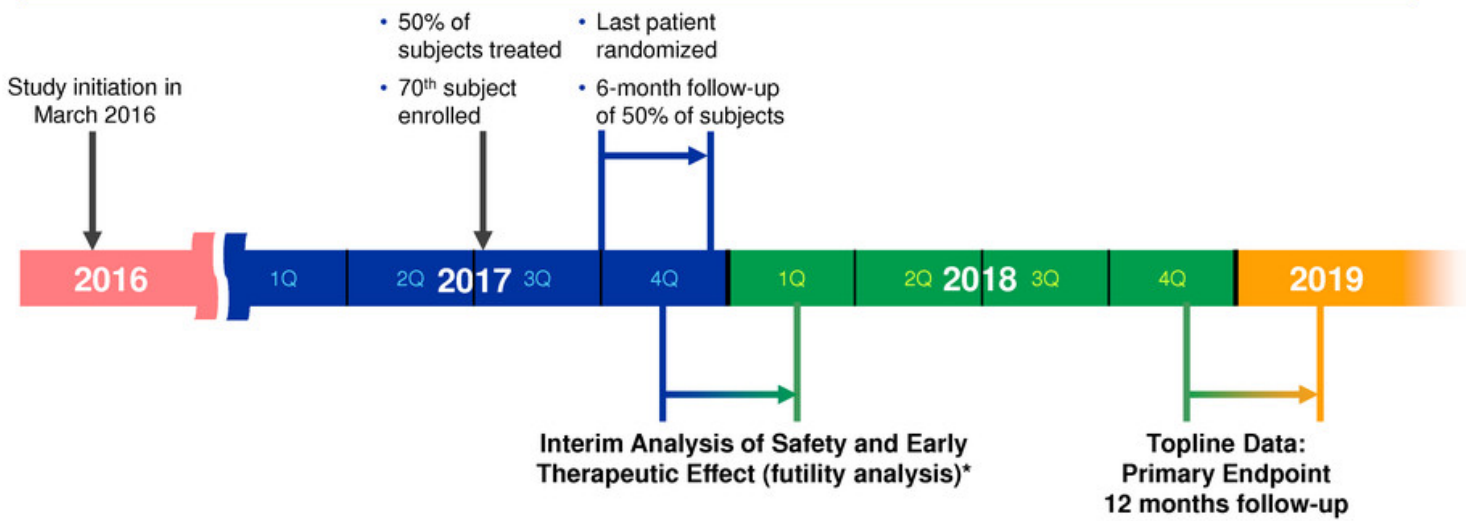 Study initiation in
March 2016
• 50% of
subjects treated
• 70th subject
enrolled
• Last patient
randomized
• 6-month follow-up
of 50% of subjects
2016
1Q
2Q 2017 3Q
4Q
1Q
2Q 2018 3Q
4Q
2019
Interim Analysis of Safety and Early
Therapeutic Effect (futility analysis)*
Topline Data:
Primary Endpoint
12 months follow-up